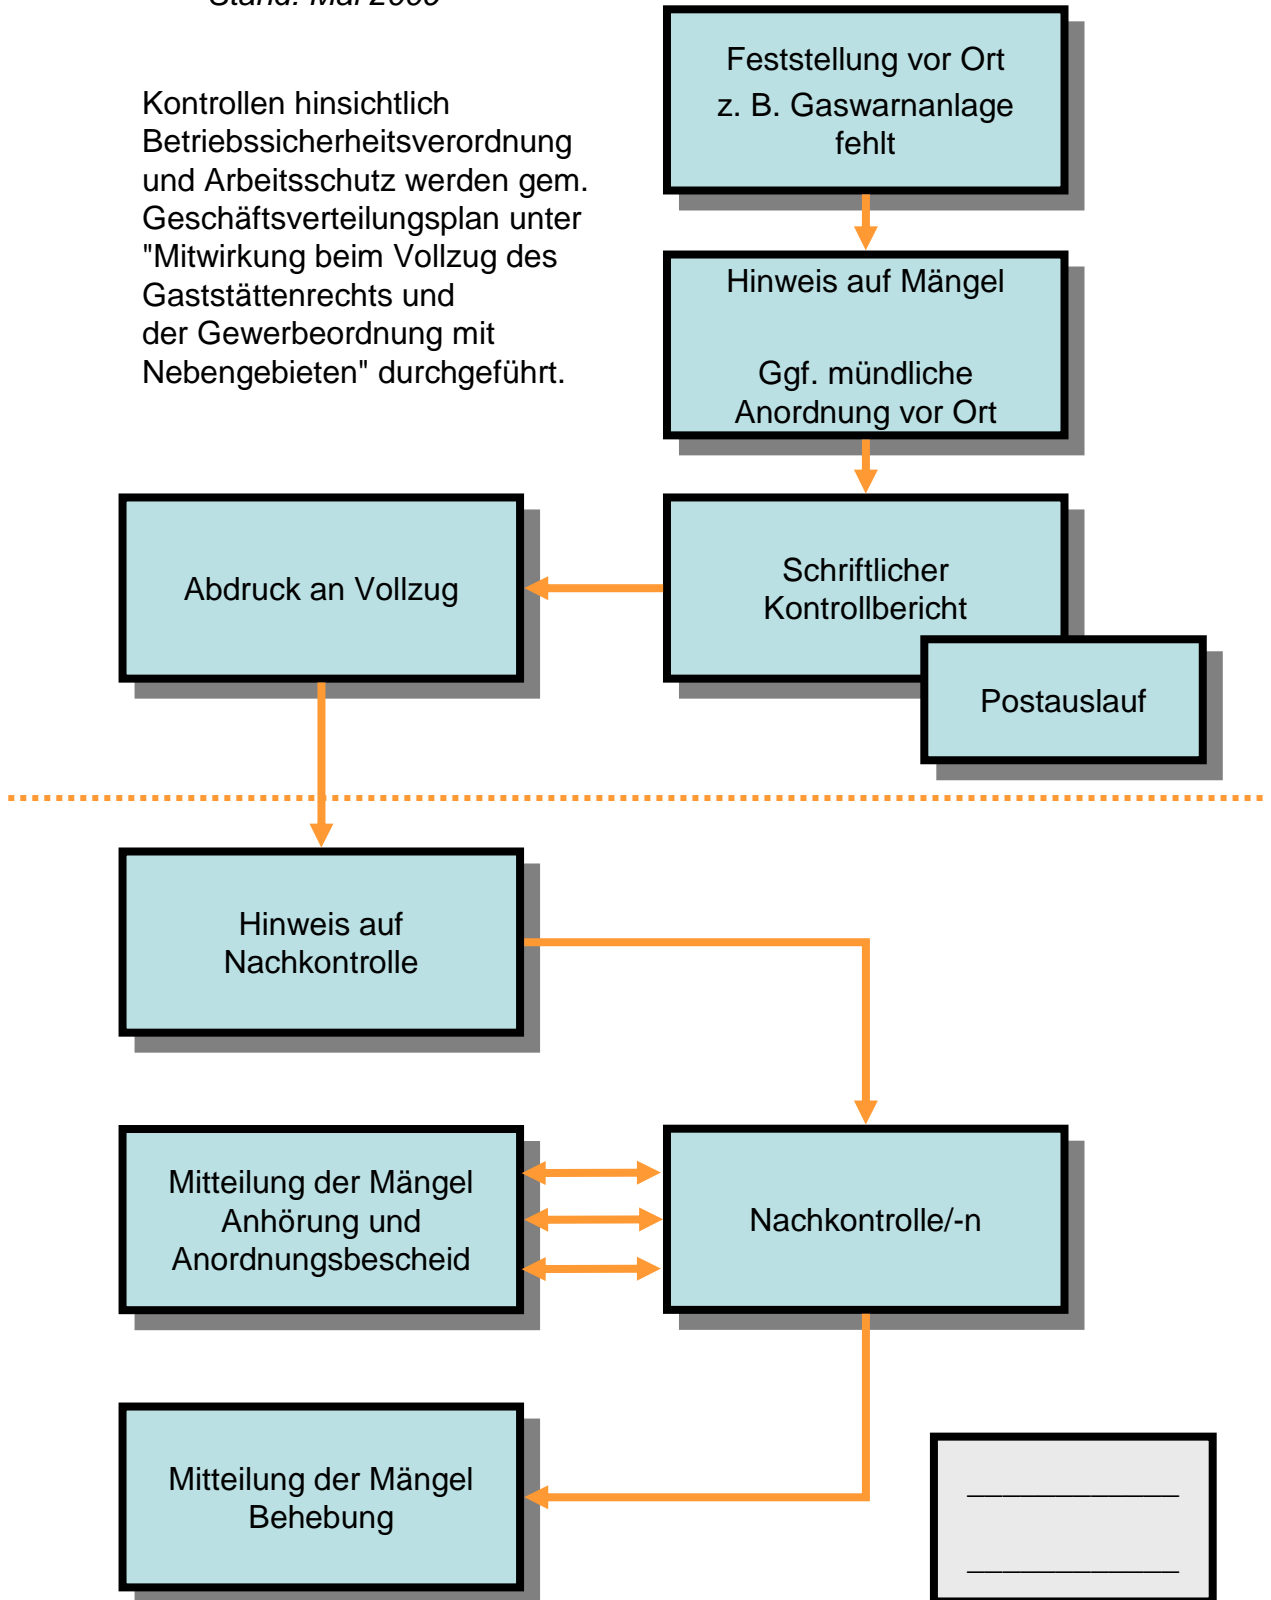 Kontrollen hinsichtlich
Betriebssicherheitsverordnung
und Arbeitsschutz werden gem.
Geschäftsverteilungsplan unter
"Mitwirkung beim Vollzug des
Gaststättenrechts und
der Gewerbeordnung mit
Nebengebieten" durchgeführt.
Feststellung vor Ort
z. B. Gaswarnanlage
fehlt
Hinweis auf Mängel
Ggf. mündliche
Anordnung vor Ort
Abdruck an Vollzug
Schriftlicher
Kontrollbericht
Postauslauf
Hinweis auf
Nachkontrolle
Mitteilung der Mängel
Anhörung und
Anordnungsbescheid
Nachkontrolle/-n
Mitteilung der Mängel
Behebung